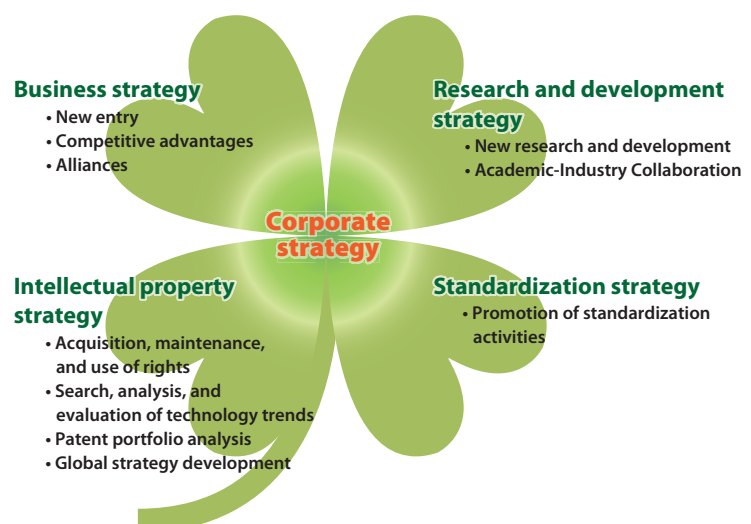 Business strategy
• New entry
• Competitive advantages
• Alliances
Research and development
strategy
• New research and development
• Academic-Industry Collaboration
Corporate
strategy
Intellectual property
strategy
• Acquisition, maintenance,
and use of rights
• Search, analysis, and
evaluation of technology trends
• Patent portfolio analysis
• Global strategy development
Standardization strategy
• Promotion of standardization
activities